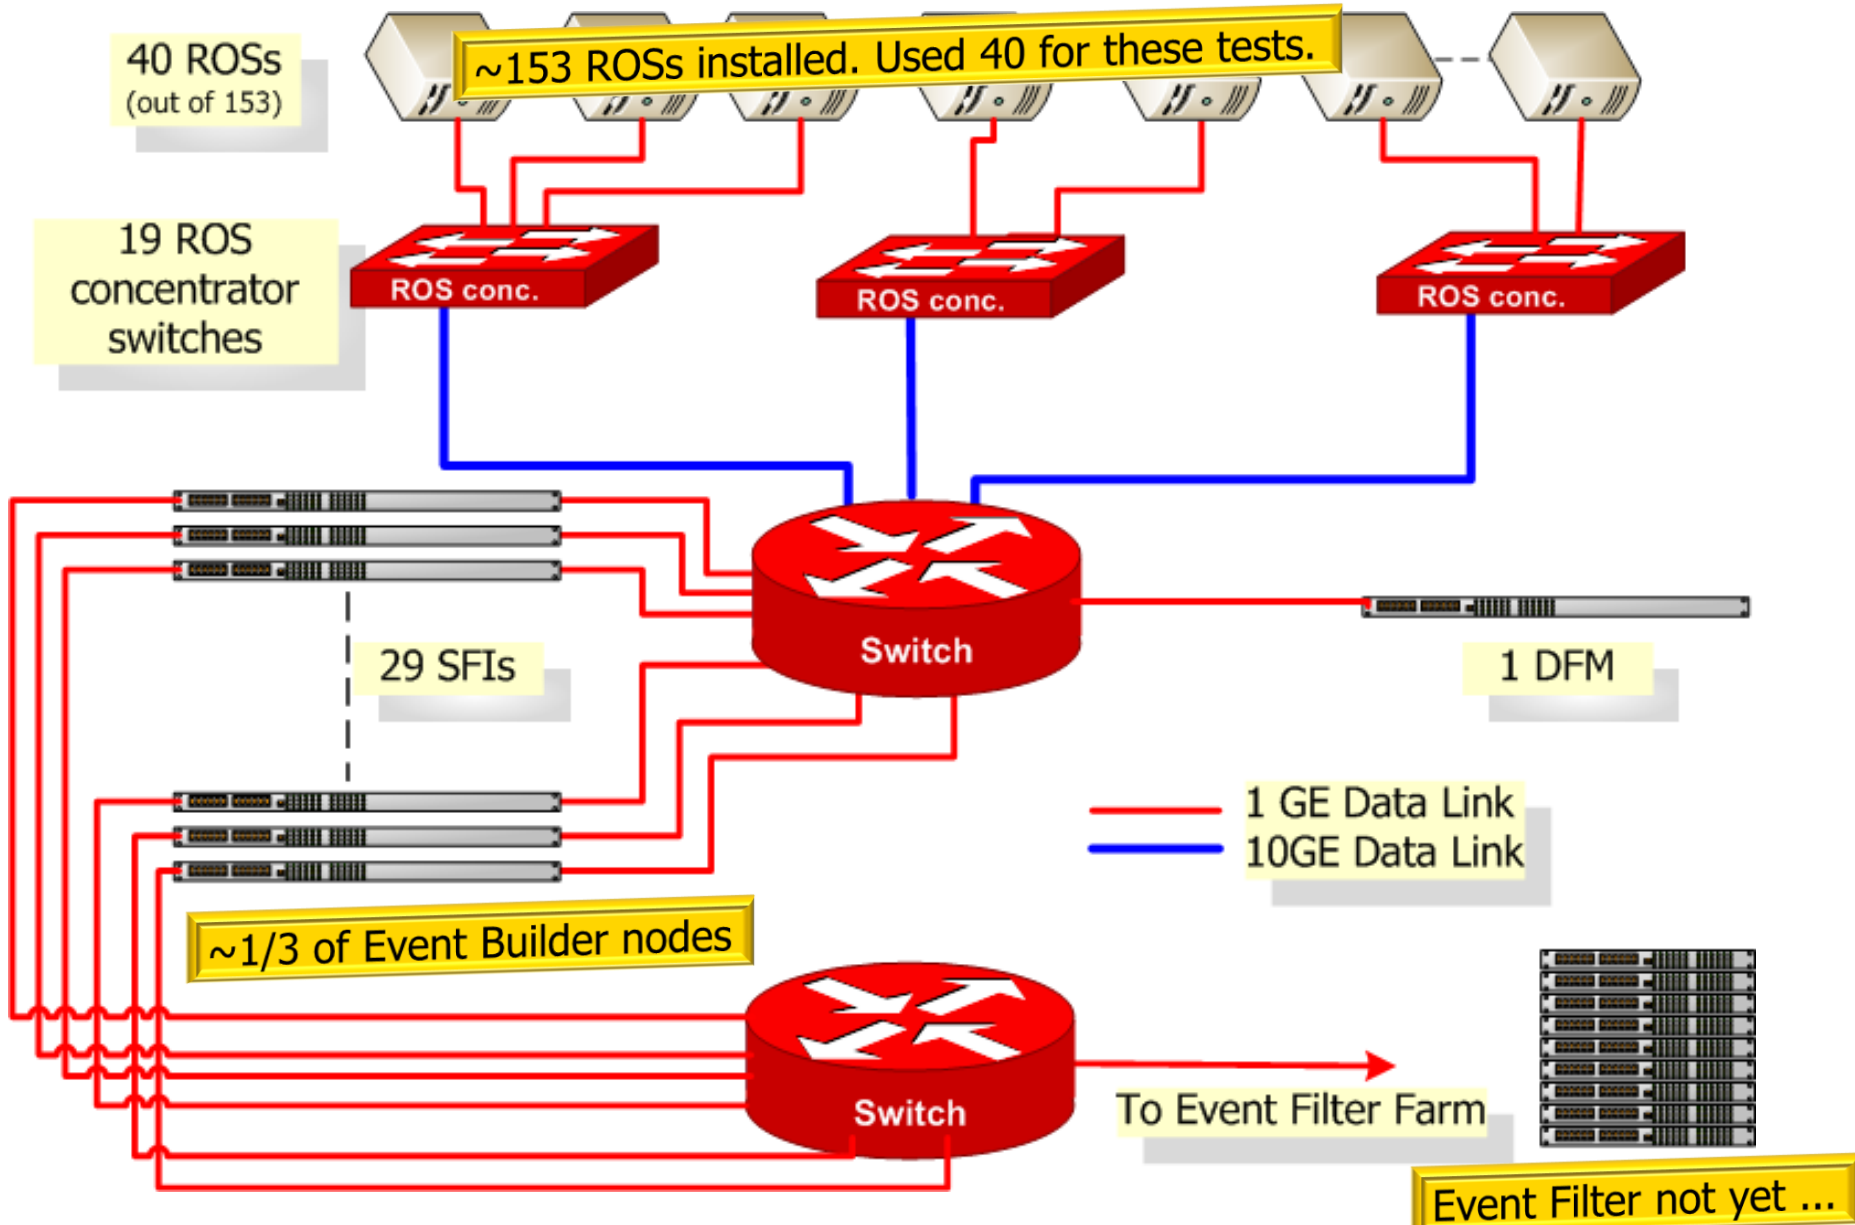 ~153 ROSs installed. Used 40 for these tests.
40 ROSs
(out of 153)
19 ROS
concentrator
switches
ROS conc.
ROS conc.
ROS conc.
Switch
29 SFIs
1 DFM
1 GE Data Link
10GE Data Link
~1/3 of Event Builder nodes
Switch
To Event Filter Farm
Event Filter not yet ...